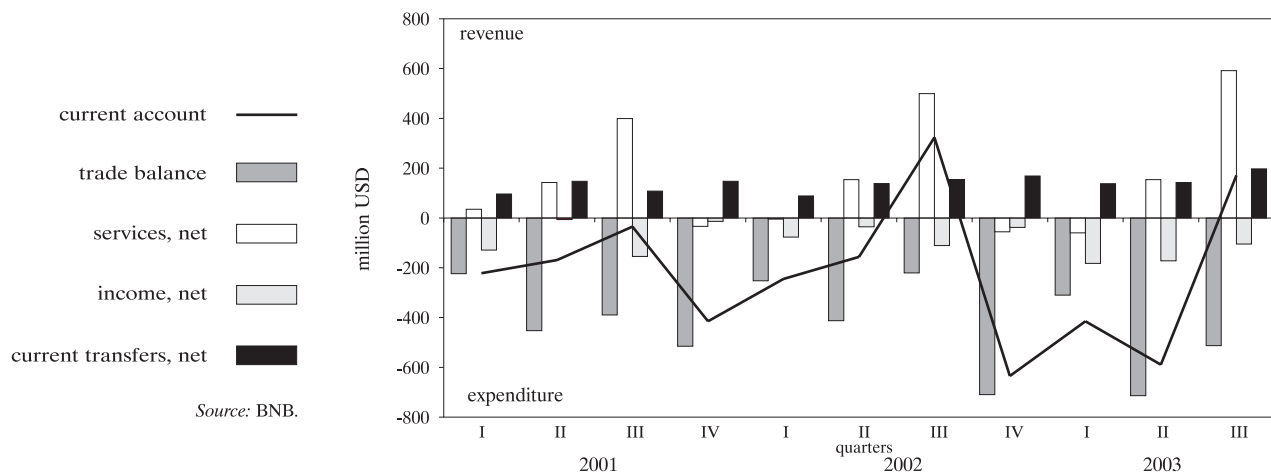 current account
trade balance
services, net
income, net
current transfers, net
Source: BNB.
million USD
800
600
400
200
0
-200
-400
-600
-800
revenue
expenditure
I II III IV I II III IV I II III
quarters
2001 2002 2003